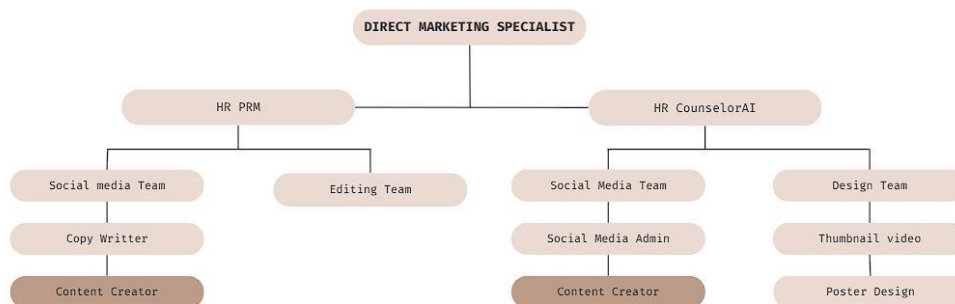 DIRECT MARKETING SPECIALIST
HR PRM
HR CounselorAI
Social media Team
Editing Team
Social Media Team
Design Team
Copy Writter
Social Media Admin
Thumbnail video
Content Creator
Content Creator
Poster Design